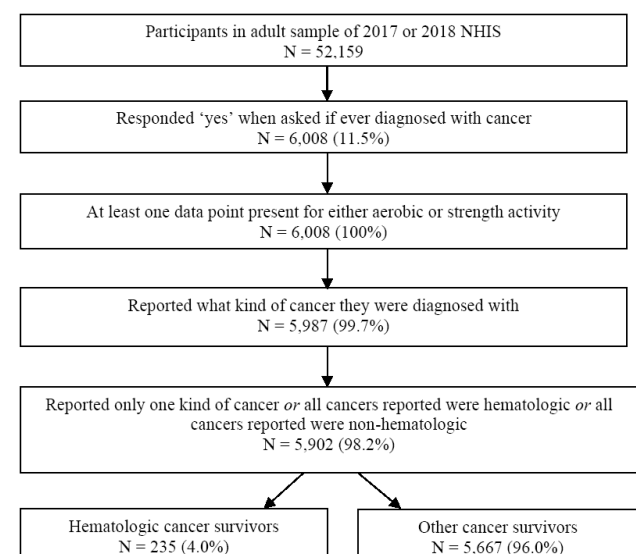 Participants in adult sample of 2017 or 2018 NHIS
N = 52,159
Responded ‘yes’ when asked if ever diagnosed with cancer
N = 6,008 (11.5%)
At least one data point present for either aerobic or strength activity
N = 6,008 (100%)
Reported what kind of cancer they were diagnosed with
N = 5,987 (99.7%)
Reported only one kind of cancer or all cancers reported were hematologic or all
cancers reported were non-hematologic
N = 5,902 (98.2%)
Hematologic cancer survivors
N = 235 (4.0%)
Other cancer survivors
N = 5,667 (96.0%)